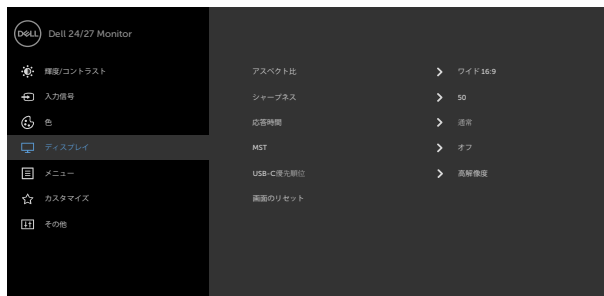 DELL Dell 24/27 Monitor
輝度/コントラスト アスペクト比 ワイド16:9
入力信号 シャープネス 50
色 応答時間 通常
ディスプレイ MST オフ
メニュー USB-C優先順位 高解像度
カスタマイズ 画面のリセット
その他